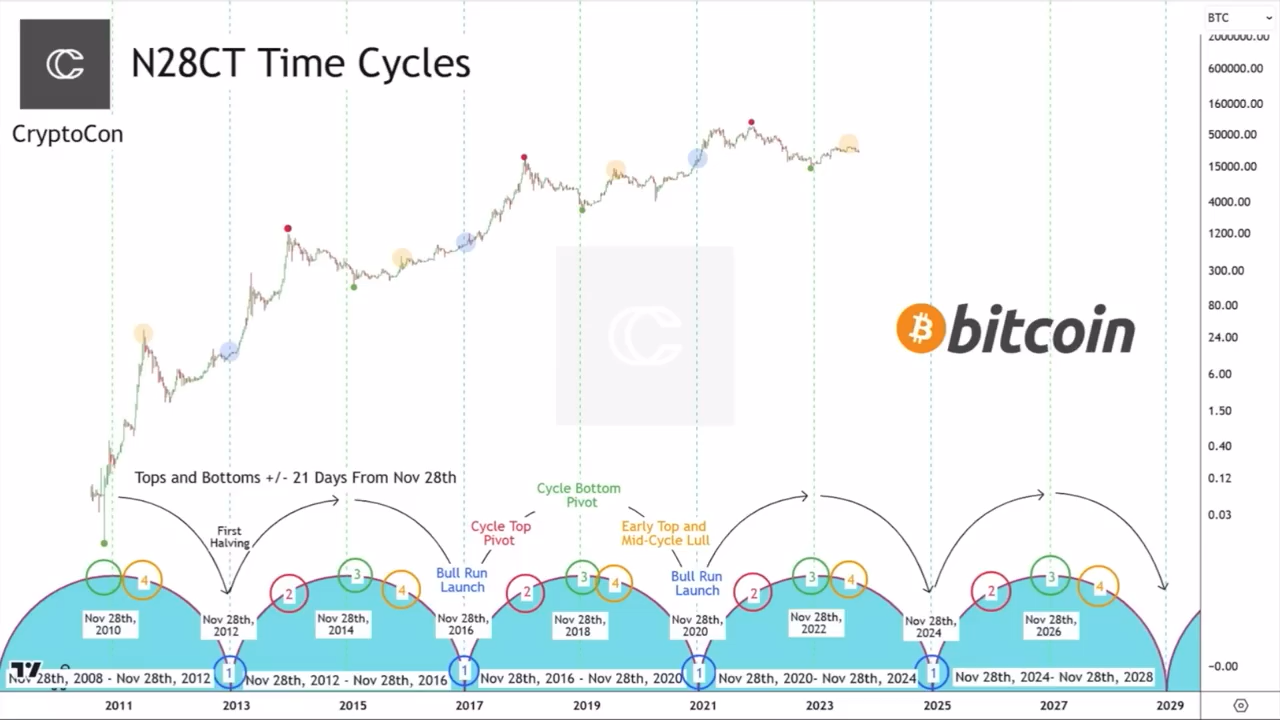 N28CT Time Cycles
CryptoCon
BTC
2000000.00
600000.00
160000.00
50000.00
15000.00
4000.00
1200.00
300.00
80.00
24.00
6.00
1.50
0.40
0.12
0.03
−0.00
bitcoin
Tops and Bottoms +/- 21 Days From Nov 28th
First
Halving
Cycle Bottom
Pivot
Cycle Top
Pivot
Early Top and
Mid-Cycle Lull
Bull Run
Launch
Bull Run
Launch
4
2
3
4
2
3
4
2
3
4
2
3
4
Nov 28th,
2010
Nov 28th,
2012
Nov 28th,
2014
Nov 28th,
2016
Nov 28th,
2018
Nov 28th,
2020
Nov 28th,
2022
Nov 28th,
2024
Nov 28th,
2026
1
1
1
1
28th, 2008 - Nov 28th, 2012
Nov 28th, 2012 - Nov 28th, 2016
Nov 28th, 2016 - Nov 28th, 2020
Nov 28th, 2020- Nov 28th, 2024
Nov 28th, 2024- Nov 28th, 2028
2011
2013
2015
2017
2019
2021
2023
2025
2027
2029